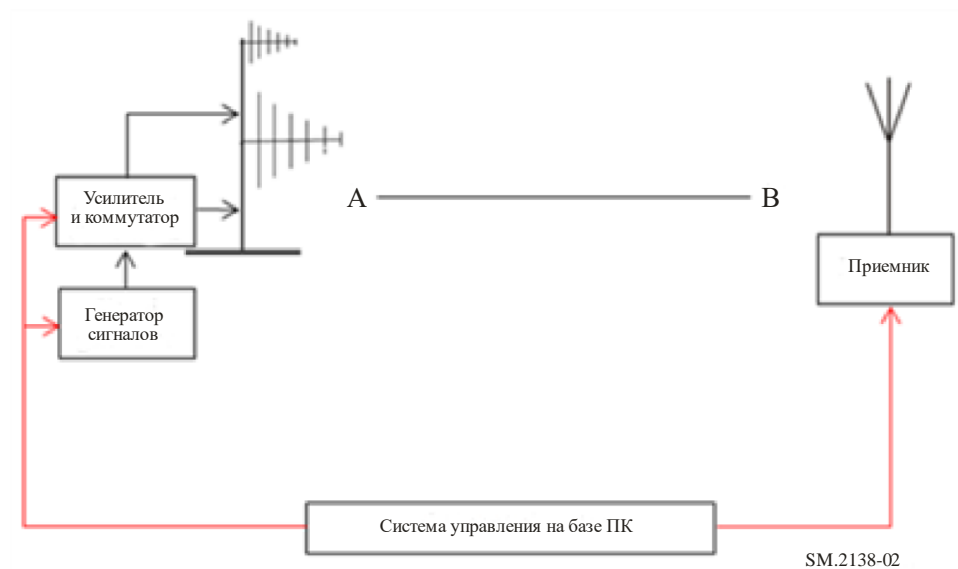 Усилитель
и коммутатор
A
B
Приемник
Генератор
сигналов
Система управления на базе ПК
SM.2138-02